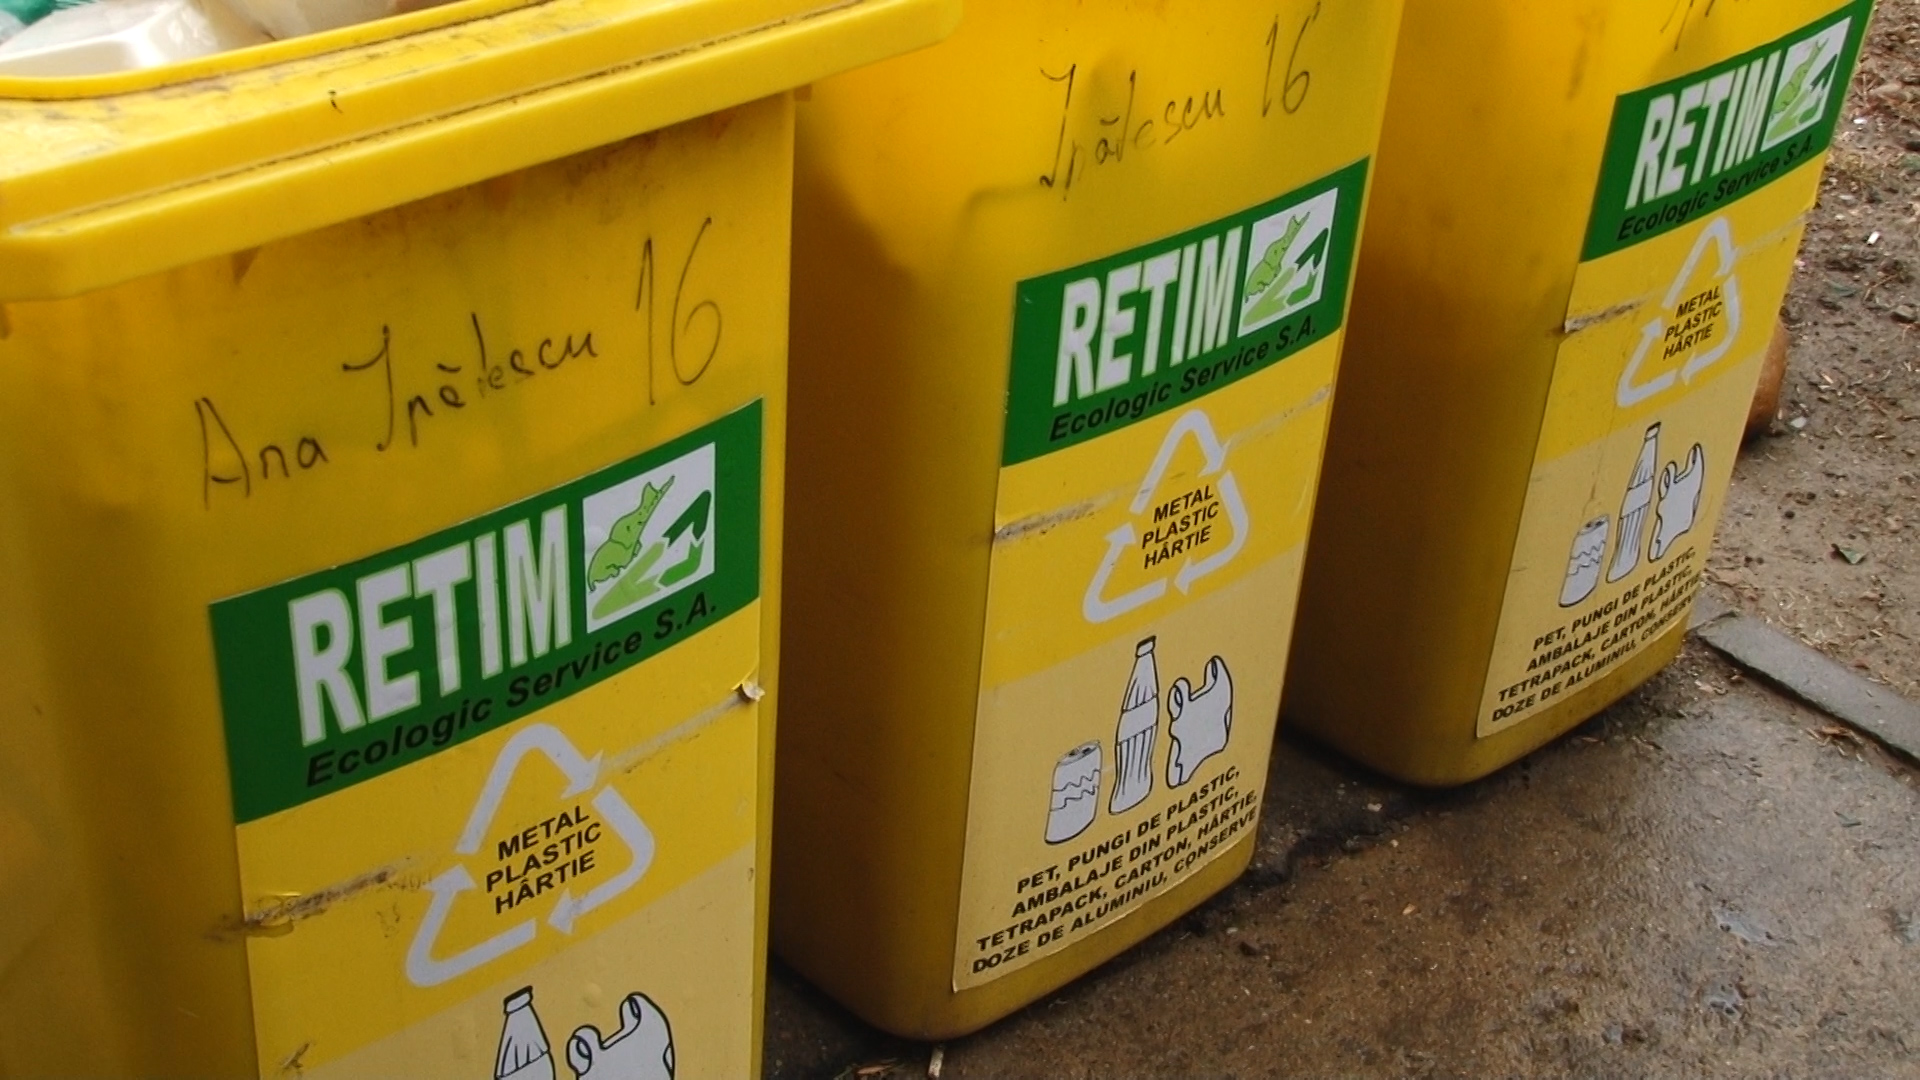 Ana Ipătescu 16
RETIM
Ecologic Service S.A.
METAL
PLASTIC
HÂRTIE
Ipătescu 16
RETIM
Ecologic Service S.A.
METAL
PLASTIC
HÂRTIE
PET, PUNGI DE PLASTIC,
AMBALAJE DIN PLASTIC,
TETRAPACK, CARTON, HÂRTIE,
DOZE DE ALUMINIU, CONSERVE
RETIM
Ecologic Service S.A.
METAL
PLASTIC
HÂRTIE
PET, PUNGI DE PLASTIC,
AMBALAJE DIN PLASTIC,
TETRAPACK, CARTON, HÂRTIE,
DOZE DE ALUMINIU, CONSERVE